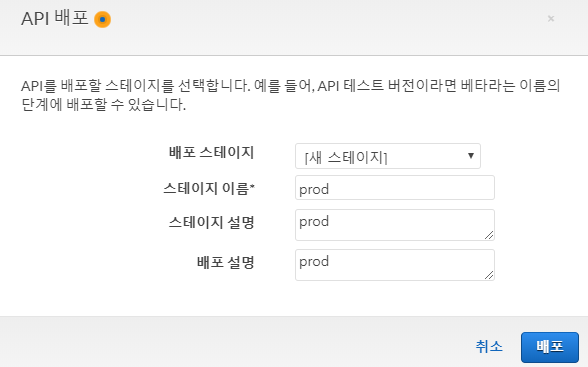 API 배포
×
API를 배포할 스테이지를 선택합니다. 예를 들어, API 테스트 버전이라면 베타라는 이름의
단계에 배포할 수 있습니다.
배포 스테이지 [새 스테이지]
스테이지 이름* prod
스테이지 설명 prod
배포 설명 prod
취소 배포